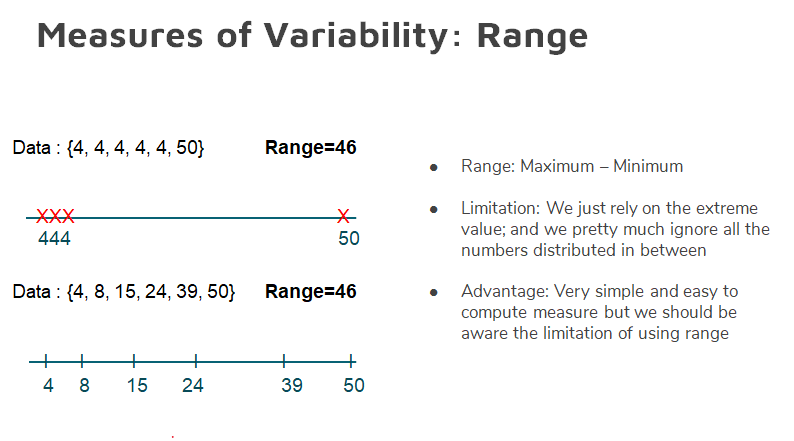 Measures of Variability: Range
Data : {4, 4, 4, 4, 4, 50} Range=46
XXX X
444 50
Data : {4, 8, 15, 24, 39, 50} Range=46
4 8 15 24 39 50
● Range: Maximum – Minimum
● Limitation: We just rely on the extreme
value; and we pretty much ignore all the
numbers distributed in between
● Advantage: Very simple and easy to
compute measure but we should be
aware the limitation of using range